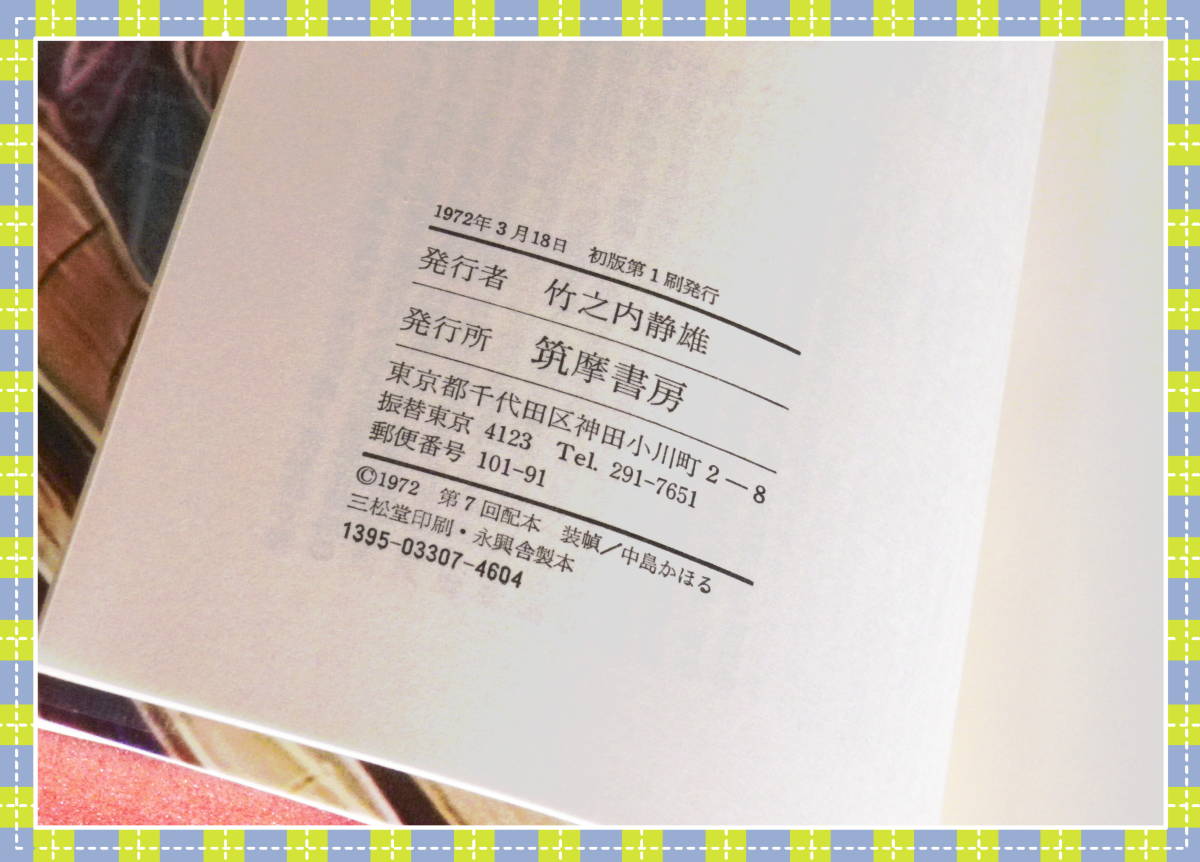 1972年3月18日　初版第1刷発行
発行者　竹之内静雄
発行所　筑摩書房
東京都千代田区神田小川町2―8
振替東京 4123　Tel. 291-7651
郵便番号 101-91
©1972　第7回配本　装幀／中島かほる
三松堂印刷・永興舎製本
1395-03307-4604